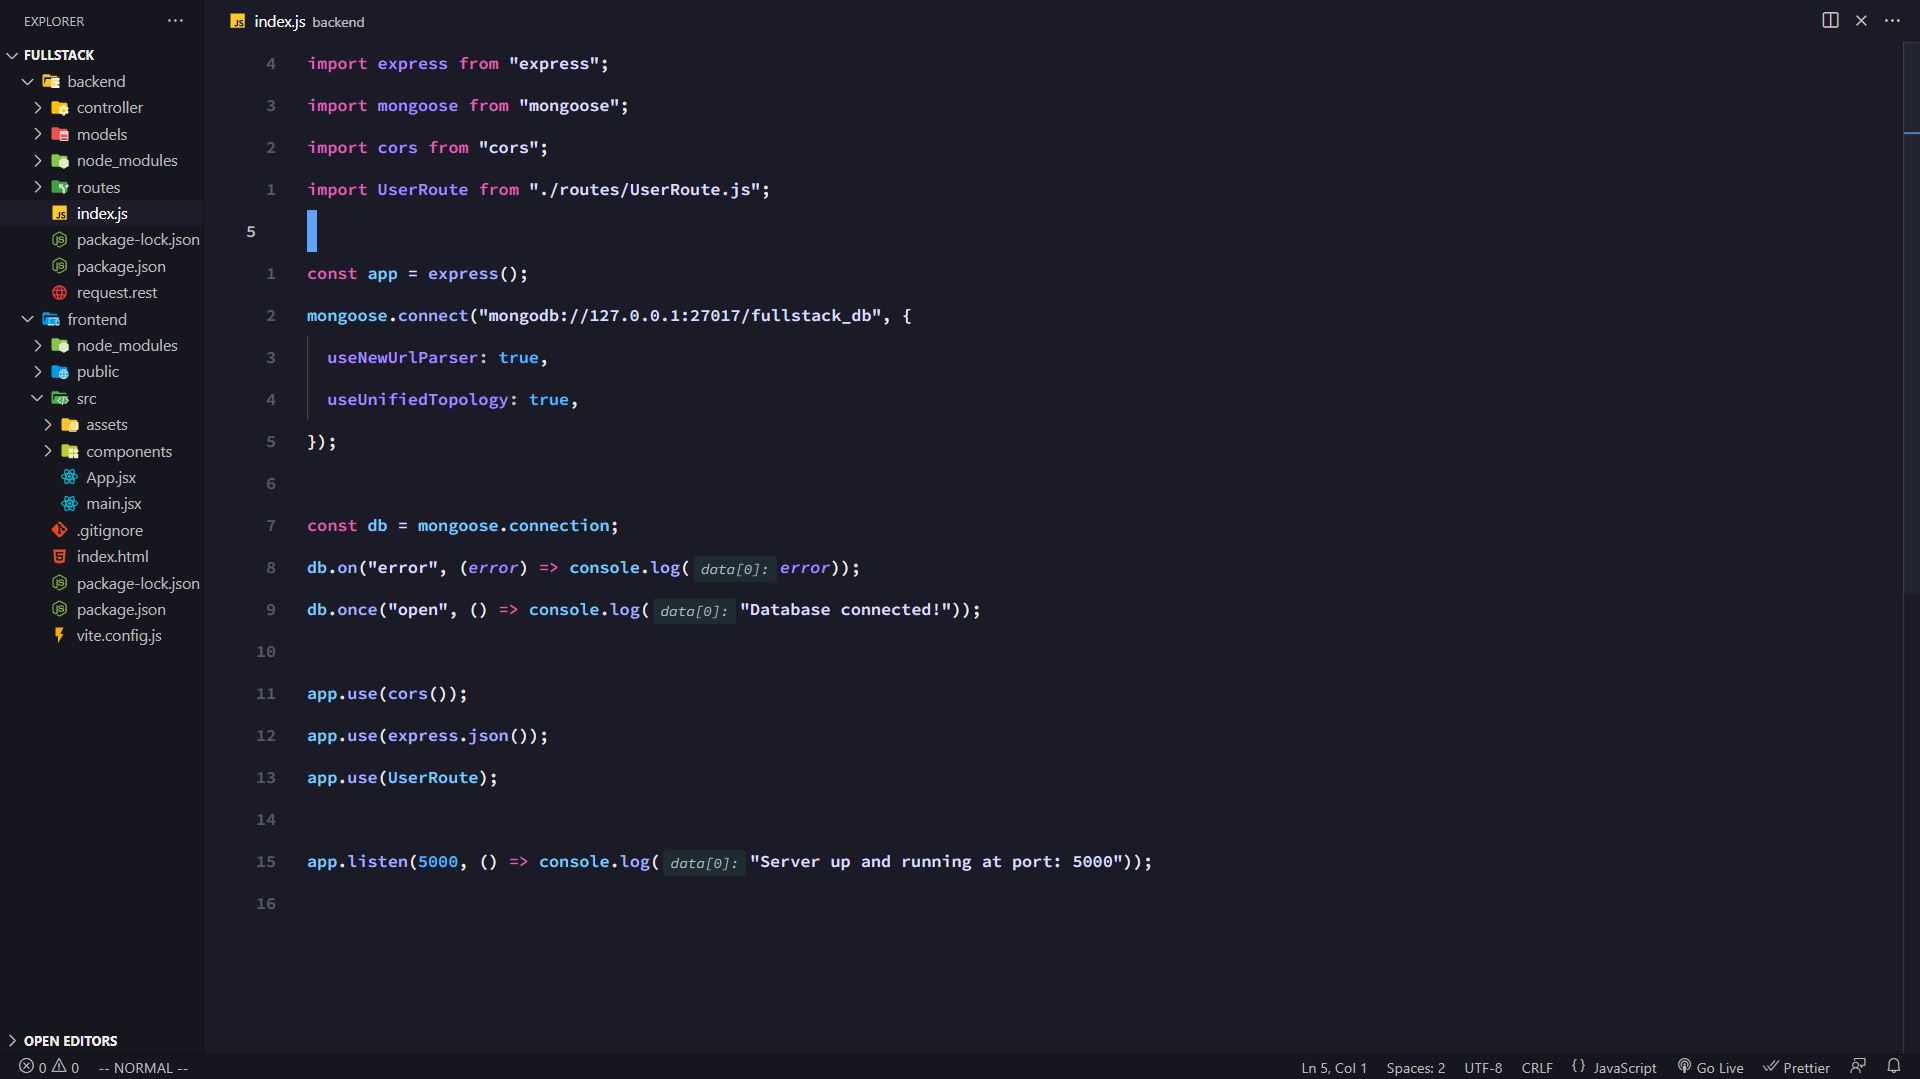 EXPLORER
FULLSTACK
backend
controller
models
node_modules
routes
index.js
package-lock.json
package.json
request.rest
frontend
node_modules
public
src
assets
components
App.jsx
main.jsx
.gitignore
index.html
package-lock.json
package.json
vite.config.js
OPEN EDITORS
index.js backend
4 import express from "express";
3 import mongoose from "mongoose";
2 import cors from "cors";
1 import UserRoute from "./routes/UserRoute.js";
5
1 const app = express();
2 mongoose.connect("mongodb://127.0.0.1:27017/fullstack_db", {
3 useNewUrlParser: true,
4 useUnifiedTopology: true,
5 });
6
7 const db = mongoose.connection;
8 db.on("error", (error) => console.log(data[0]: error));
9 db.once("open", () => console.log(data[0]: "Database connected!"));
10
11 app.use(cors());
12 app.use(express.json());
13 app.use(UserRoute);
14
15 app.listen(5000, () => console.log(data[0]: "Server up and running at port: 5000"));
16
0 0 -- NORMAL -- Ln 5, Col 1 Spaces: 2 UTF-8 CRLF {} JavaScript Go Live Prettier